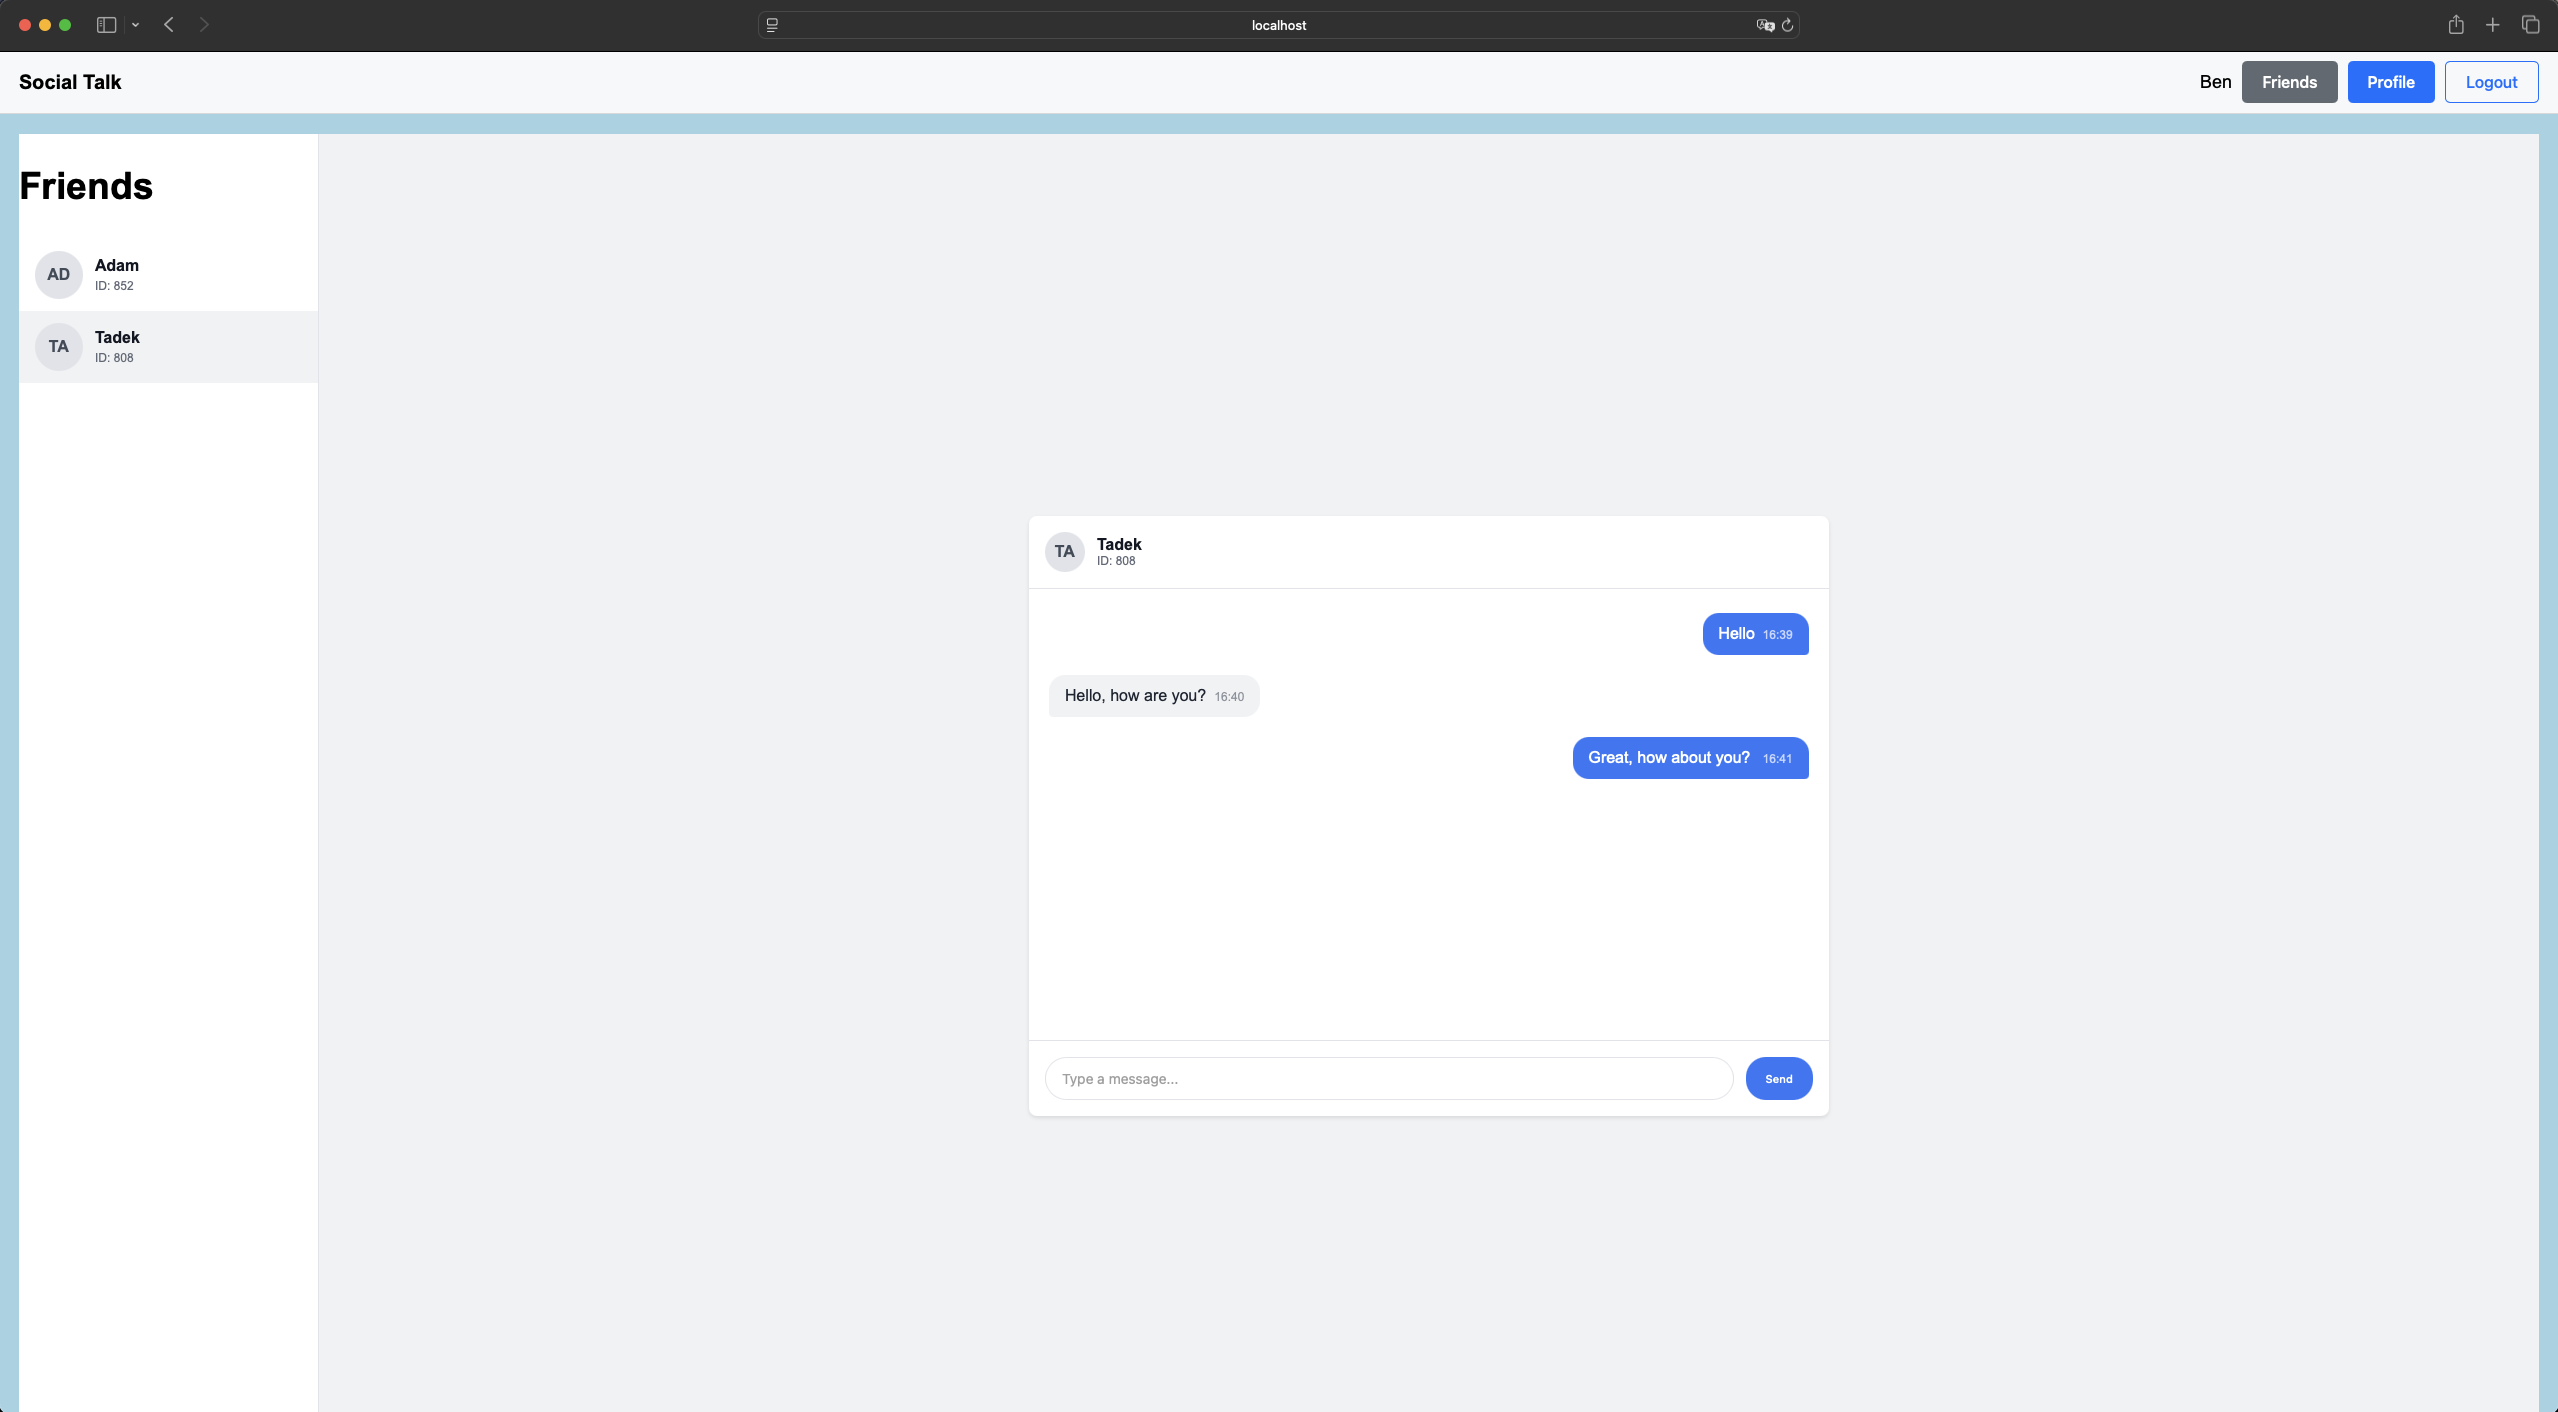 localhost
Social Talk
Ben Friends Profile Logout
Friends
AD Adam
ID: 852
TA Tadek
ID: 808
TA Tadek
ID: 808
Hello 16:39
Hello, how are you? 16:40
Great, how about you? 16:41
Type a message...
Send